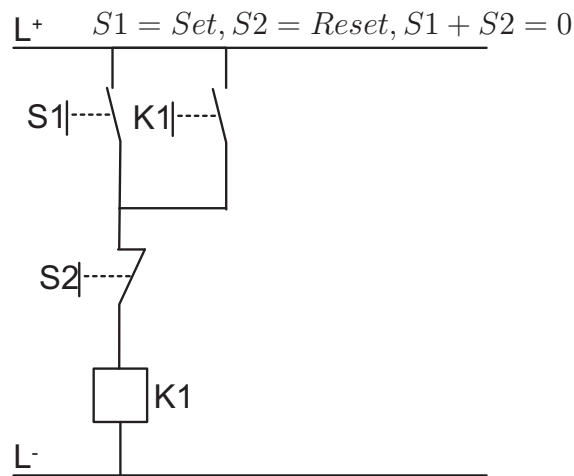 L⁺ S1 = Set, S2 = Reset, S1 + S2 = 0
S1 K1
S2
K1
L⁻